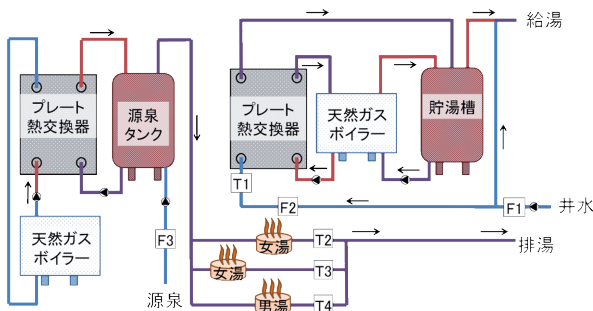 給湯
プレート
熱交換器
源泉
タンク
プレート
熱交換器
天然ガス
ボイラー
貯湯槽
T1
F2
F1
井水
天然ガス
ボイラー
F3
女湯
T2
排湯
女湯
T3
源泉
男湯
T4